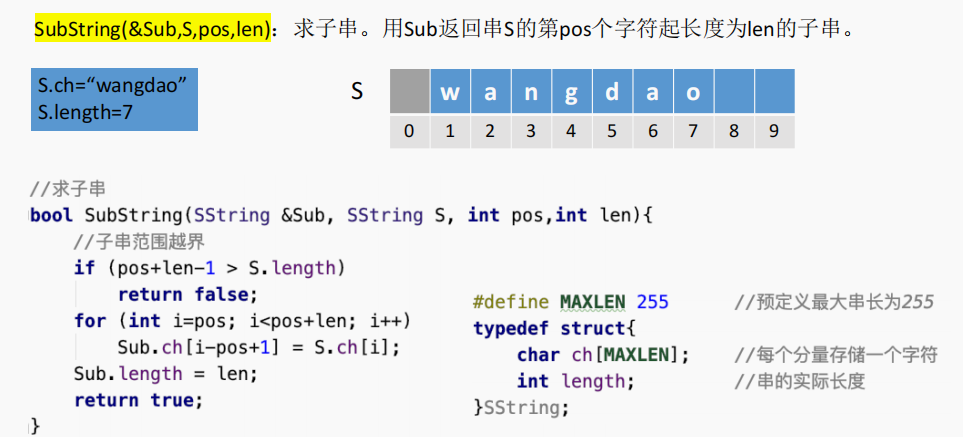 SubString(&Sub,S,pos,len)：求子串。用Sub返回串S的第pos个字符起长度为len的子串。
S.ch=“wangdao”
S.length=7
S
w a n g d a o
0 1 2 3 4 5 6 7 8 9
//求子串
bool SubString(SString &Sub, SString S, int pos,int len){
//子串范围越界
if (pos+len-1 > S.length)
return false;
for (int i=pos; i<pos+len; i++)
Sub.ch[i-pos+1] = S.ch[i];
Sub.length = len;
return true;
}
#define MAXLEN 255 //预定义最大串长为255
typedef struct{
char ch[MAXLEN]; //每个分量存储一个字符
int length; //串的实际长度
}SString;